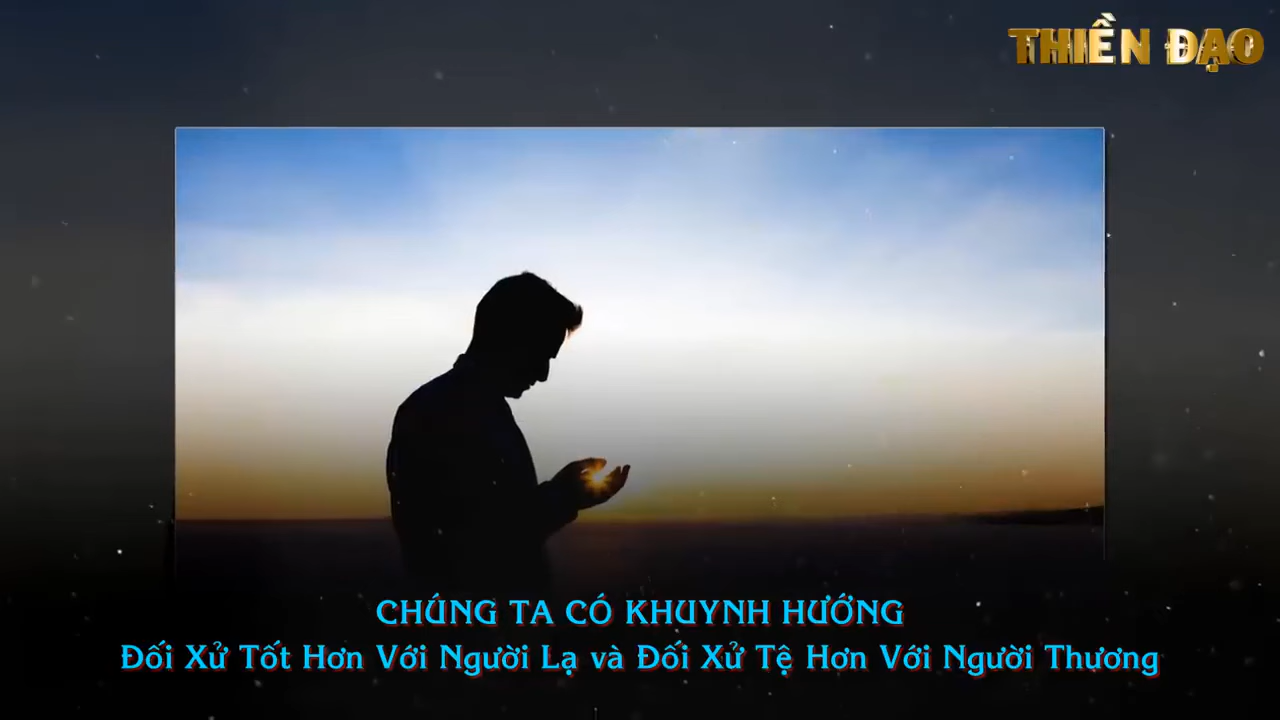 THIỀN ĐẠO
CHÚNG TA CÓ KHUYNH HƯỚNG
Đối Xử Tốt Hơn Với Người Lạ và Đối Xử Tệ Hơn Với Người Thương